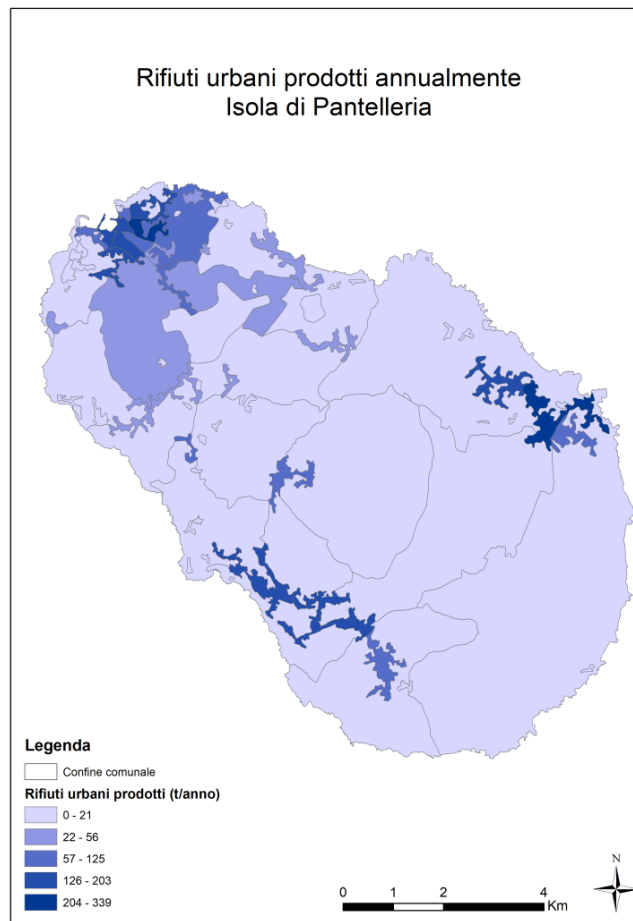 Rifiuti urbani prodotti annualmente
Isola di Pantelleria
Legenda
Confine comunale
Rifiuti urbani prodotti (t/anno)
0 - 21
22 - 56
57 - 125
126 - 203
204 - 339
0 1 2 4
Km
N